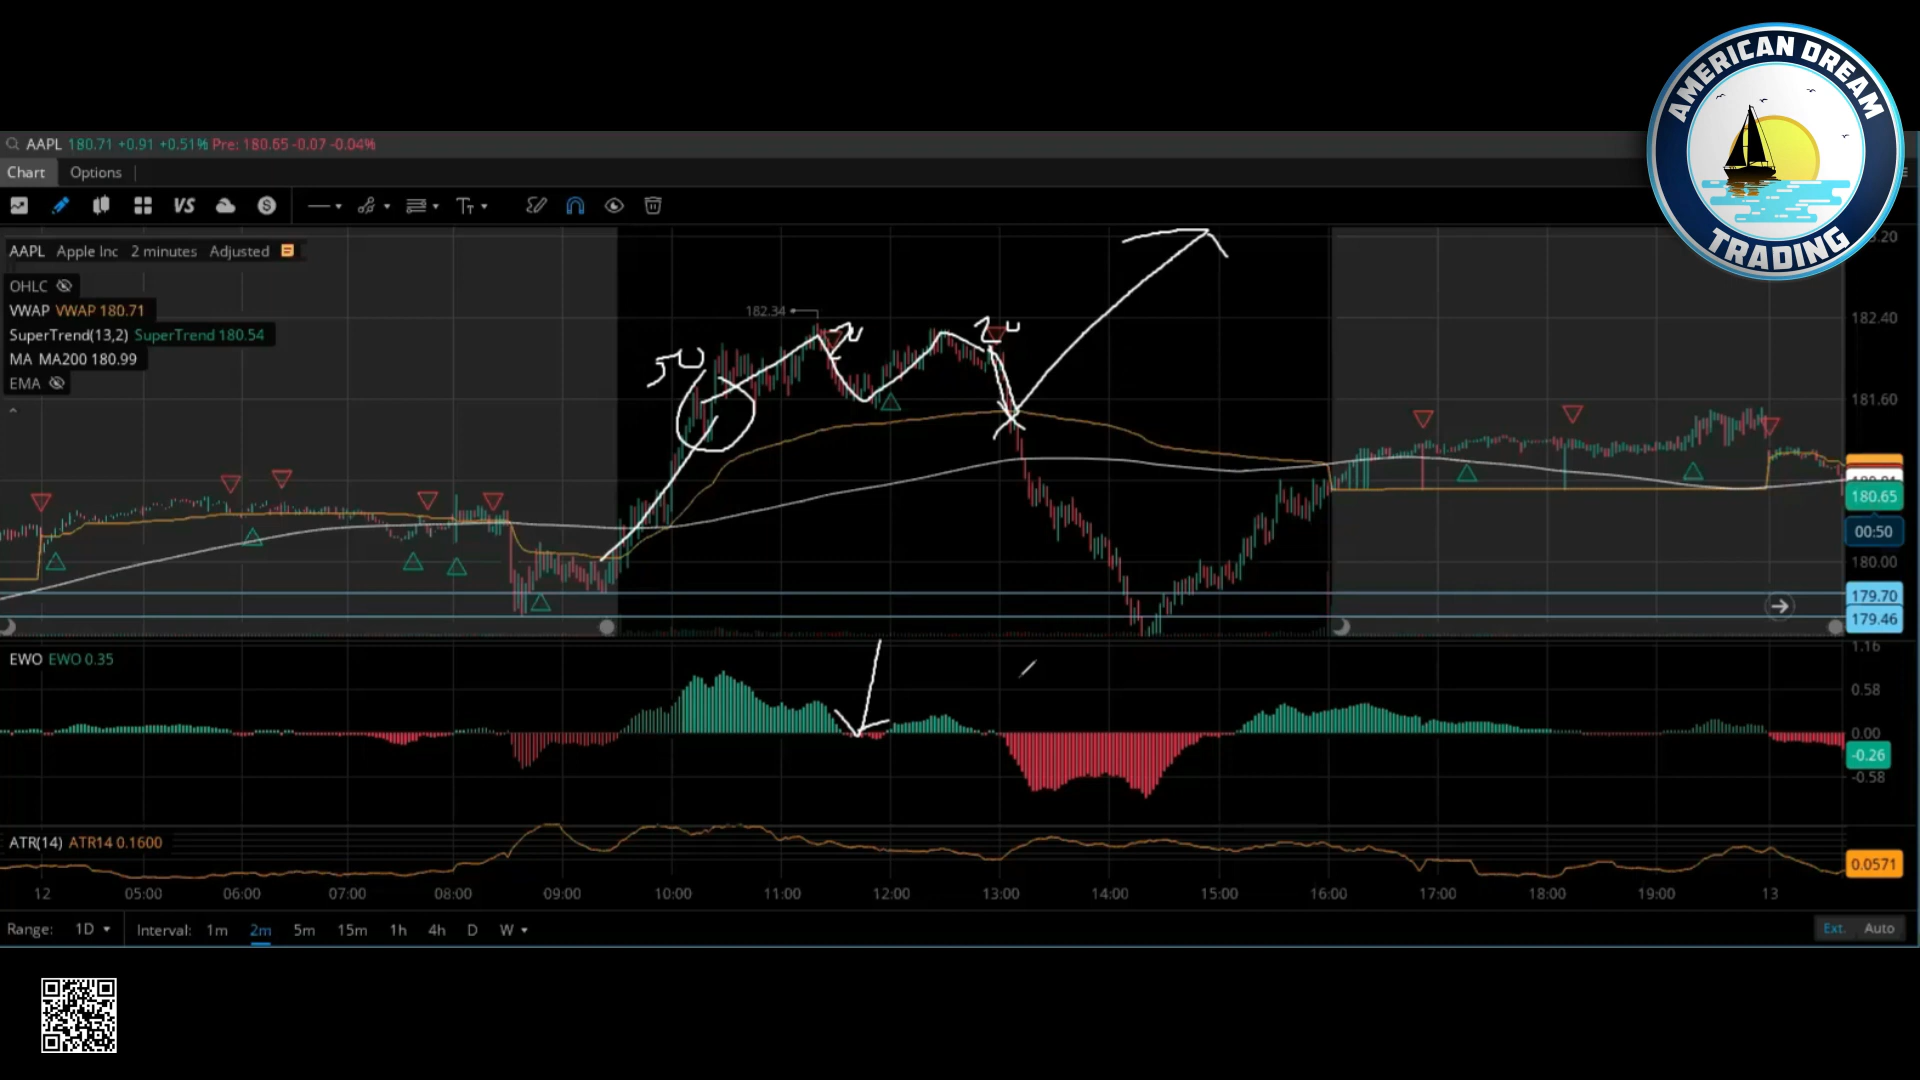 AMERICAN DREAM
TRADING
AAPL 180.71 +0.91 +0.51% Pre: 180.65 -0.07 -0.04%
Chart Options
VS
AAPL Apple Inc 2 minutes Adjusted
OHLC
VWAP VWAP 180.71
SuperTrend(13,2) SuperTrend 180.54
MA MA200 180.99
EMA
182.34
182.40
181.60
180.65
00:50
180.00
179.70
179.46
EWO EWO 0.35
1.16
0.58
0.00
-0.26
-0.58
ATR(14) ATR14 0.1600
0.0571
12 05:00 06:00 07:00 08:00 09:00 10:00 11:00 12:00 13:00 14:00 15:00 16:00 17:00 18:00 19:00 13
Range: 1D Interval: 1m 2m 5m 15m 1h 4h D W Ext. Auto